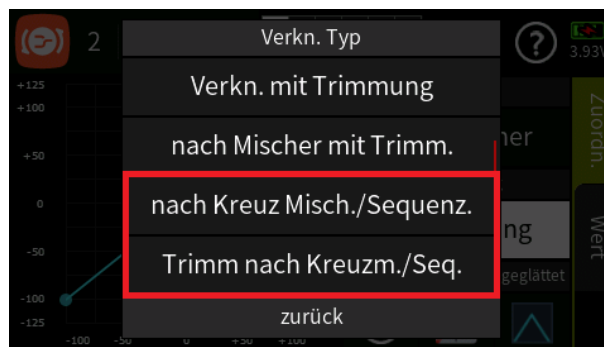 2
Verkn. Typ
?
3.93V
Verkn. mit Trimmung
nach Mischer mit Trimm.
nach Kreuz Misch./Sequenz.
Trimm nach Kreuzm./Seq.
zurück
+125
+100
+50
0
-50
-100
-125
-100 -50 0 +50 +100
her
ng
geglättet
Zuordn.
Wert